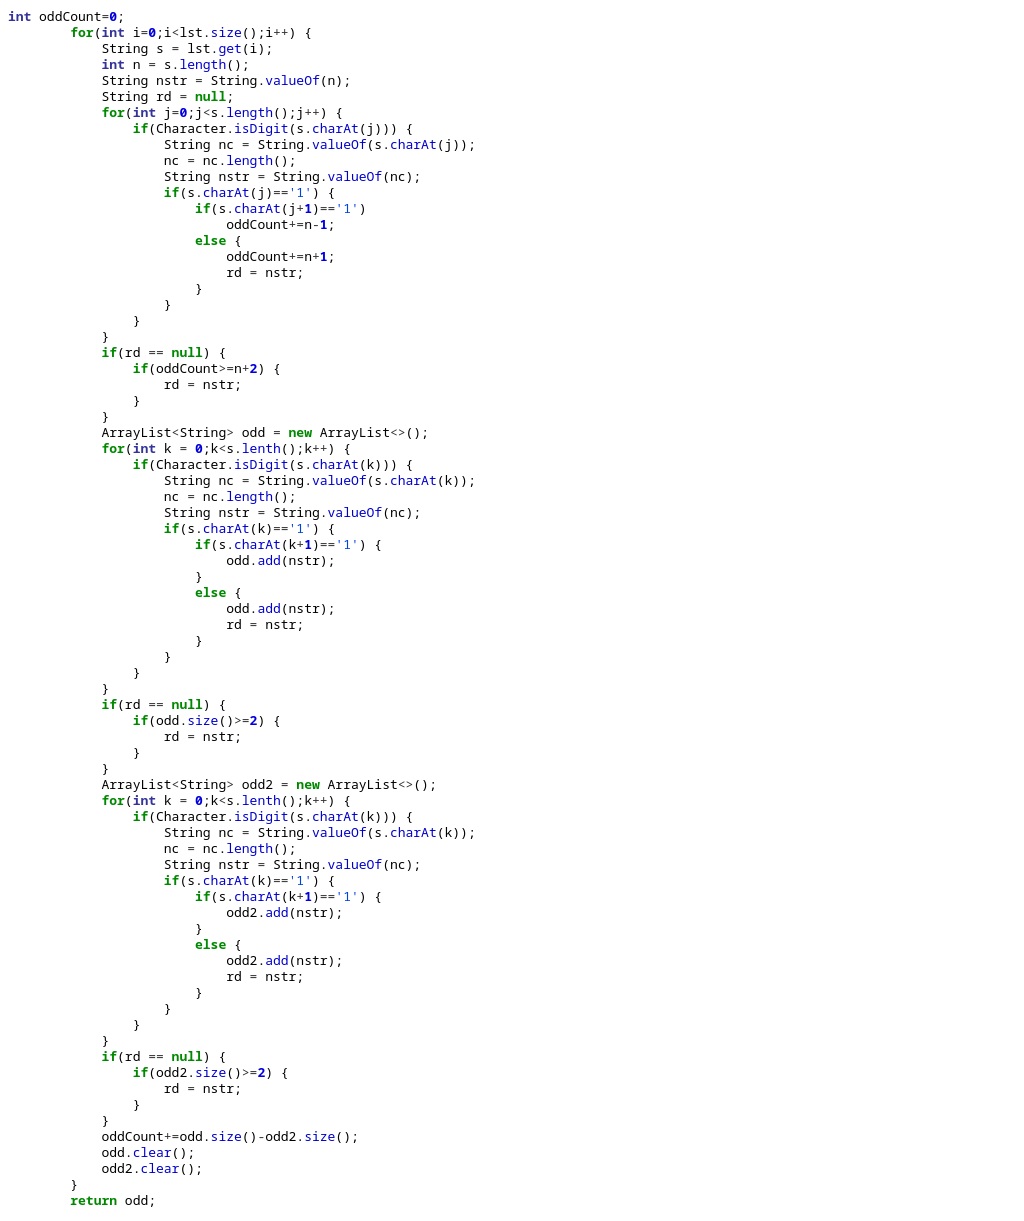 int oddCount=0;
        for(int i=0;i<lst.size();i++) {
            String s = lst.get(i);
            int n = s.length();
            String nstr = String.valueOf(n);
            String rd = null;
            for(int j=0;j<s.length();j++) {
                if(Character.isDigit(s.charAt(j))) {
                    String nc = String.valueOf(s.charAt(j));
                    nc = nc.length();
                    String nstr = String.valueOf(nc);
                    if(s.charAt(j)=='1') {
                        if(s.charAt(j+1)=='1')
                            oddCount+=n-1;
                        else {
                            oddCount+=n+1;
                            rd = nstr;
                        }
                    }
                }
            }
            if(rd == null) {
                if(oddCount>=n+2) {
                    rd = nstr;
                }
            }
            ArrayList<String> odd = new ArrayList<>();
            for(int k = 0;k<s.lenth();k++) {
                if(Character.isDigit(s.charAt(k))) {
                    String nc = String.valueOf(s.charAt(k));
                    nc = nc.length();
                    String nstr = String.valueOf(nc);
                    if(s.charAt(k)=='1') {
                        if(s.charAt(k+1)=='1') {
                            odd.add(nstr);
                        }
                        else {
                            odd.add(nstr);
                            rd = nstr;
                        }
                    }
                }
            }
            if(rd == null) {
                if(odd.size()>=2) {
                    rd = nstr;
                }
            }
            ArrayList<String> odd2 = new ArrayList<>();
            for(int k = 0;k<s.lenth();k++) {
                if(Character.isDigit(s.charAt(k))) {
                    String nc = String.valueOf(s.charAt(k));
                    nc = nc.length();
                    String nstr = String.valueOf(nc);
                    if(s.charAt(k)=='1') {
                        if(s.charAt(k+1)=='1') {
                            odd2.add(nstr);
                        }
                        else {
                            odd2.add(nstr);
                            rd = nstr;
                        }
                    }
                }
            }
            if(rd == null) {
                if(odd2.size()>=2) {
                    rd = nstr;
                }
            }
            oddCount+=odd.size()-odd2.size();
            odd.clear();
            odd2.clear();
        }
        return odd;